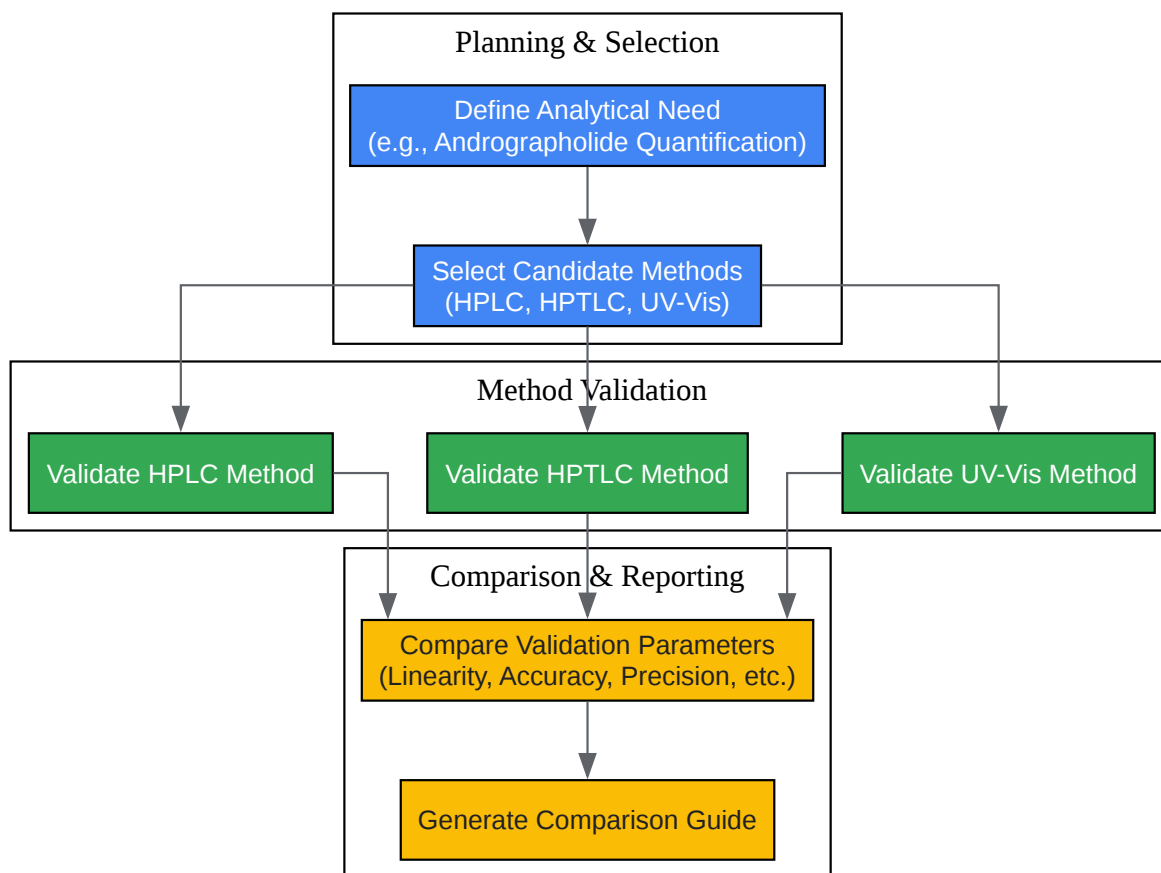 Planning & Selection
Define Analytical Need
(e.g., Andrographolide Quantification)
Select Candidate Methods
(HPLC, HPTLC, UV-Vis)
Method Validation
Validate HPLC Method
Validate HPTLC Method
Validate UV-Vis Method
Comparison & Reporting
Compare Validation Parameters
(Linearity, Accuracy, Precision, etc.)
Generate Comparison Guide